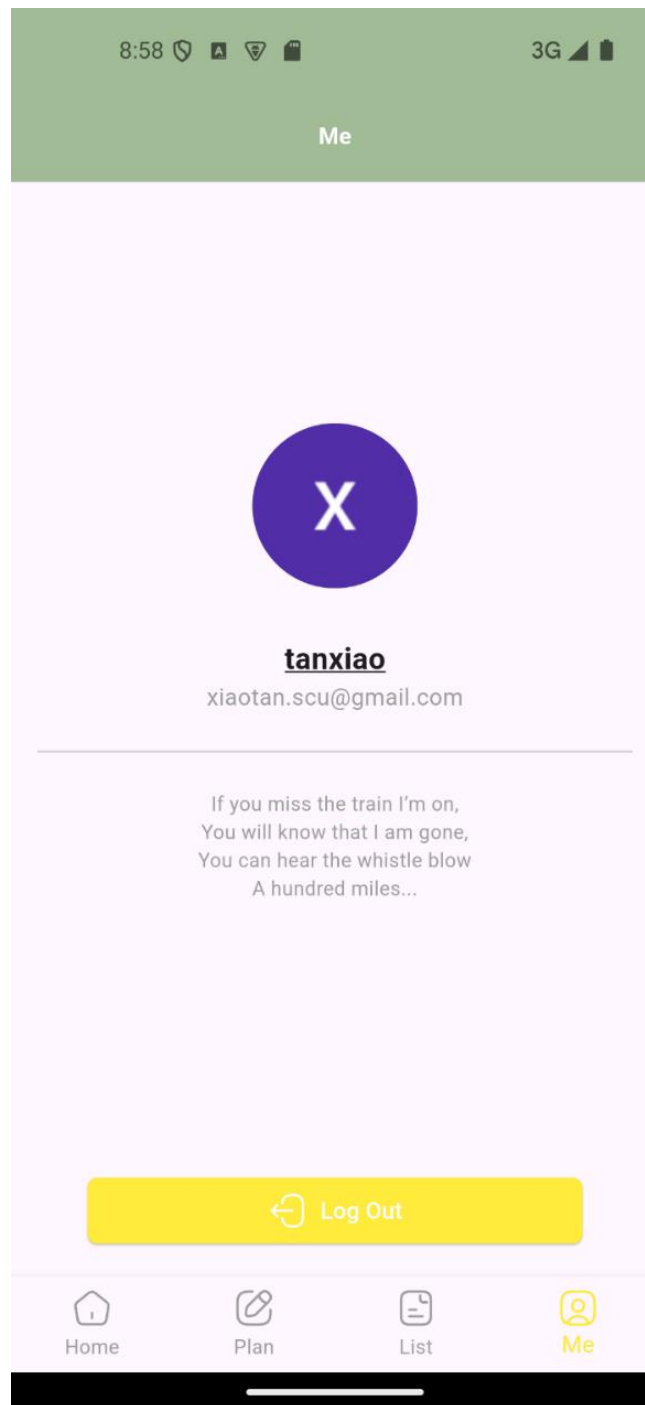 8:58
3G
Me
X
tanxiao
xiaotan.scu@gmail.com
If you miss the train I’m on,
You will know that I am gone,
You can hear the whistle blow
A hundred miles...
Log Out
Home
Plan
List
Me